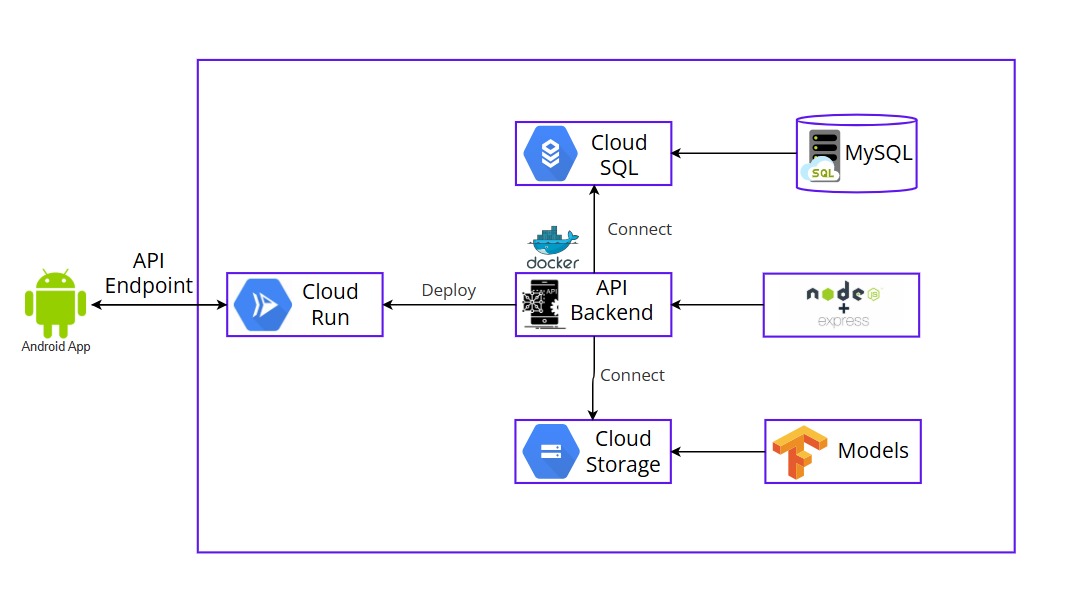 Cloud
SQL
SQL
MySQL
Connect
docker
API
Endpoint
Android App
Cloud
Run
Deploy
API
API
Backend
node JS
+
express
Connect
Cloud
Storage
Models